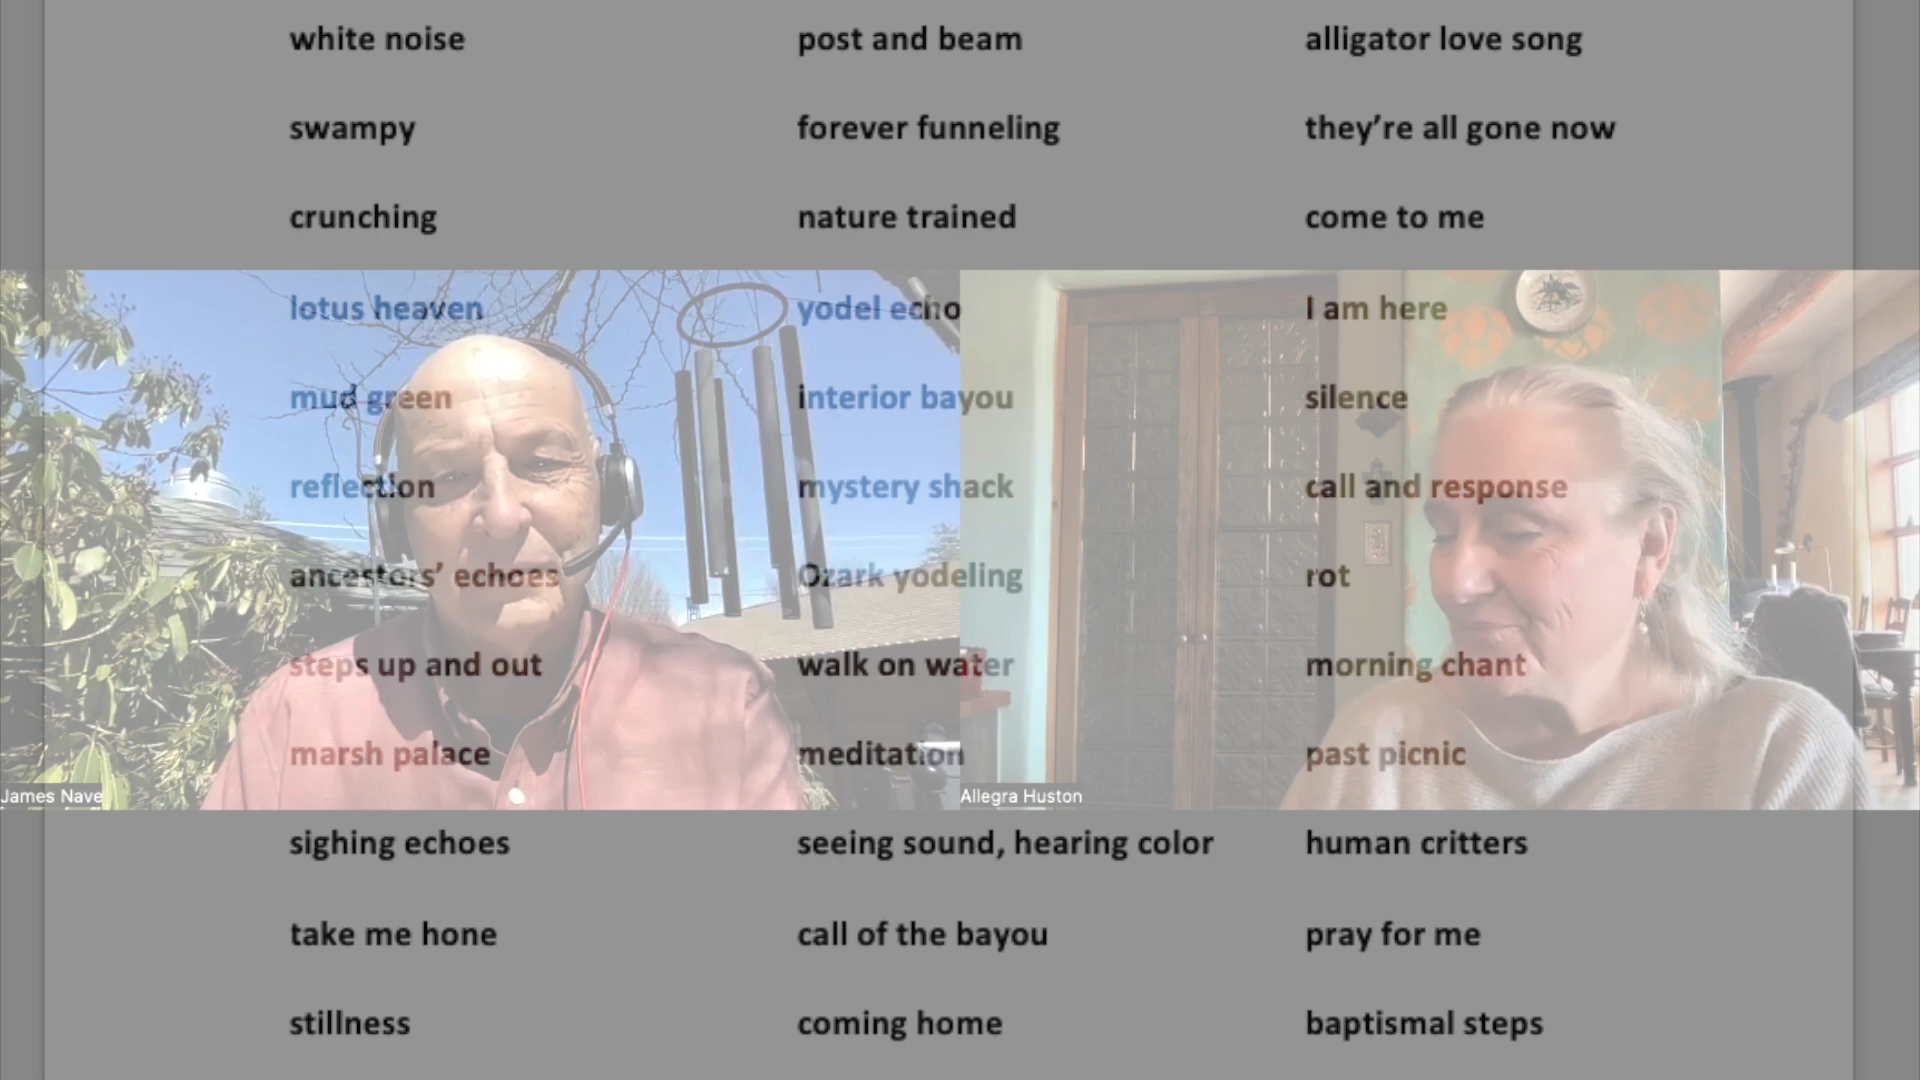 white noise post and beam alligator love song
swampy forever funneling they’re all gone now
crunching nature trained come to me
lotus heaven yodel echo I am here
mud green interior bayou silence
reflection mystery shack call and response
ancestors’ echoes Ozark yodeling rot
steps up and out walk on water morning chant
marsh palace meditation past picnic
James Nave Allegra Huston
sighing echoes seeing sound, hearing color human critters
take me hone call of the bayou pray for me
stillness coming home baptismal steps